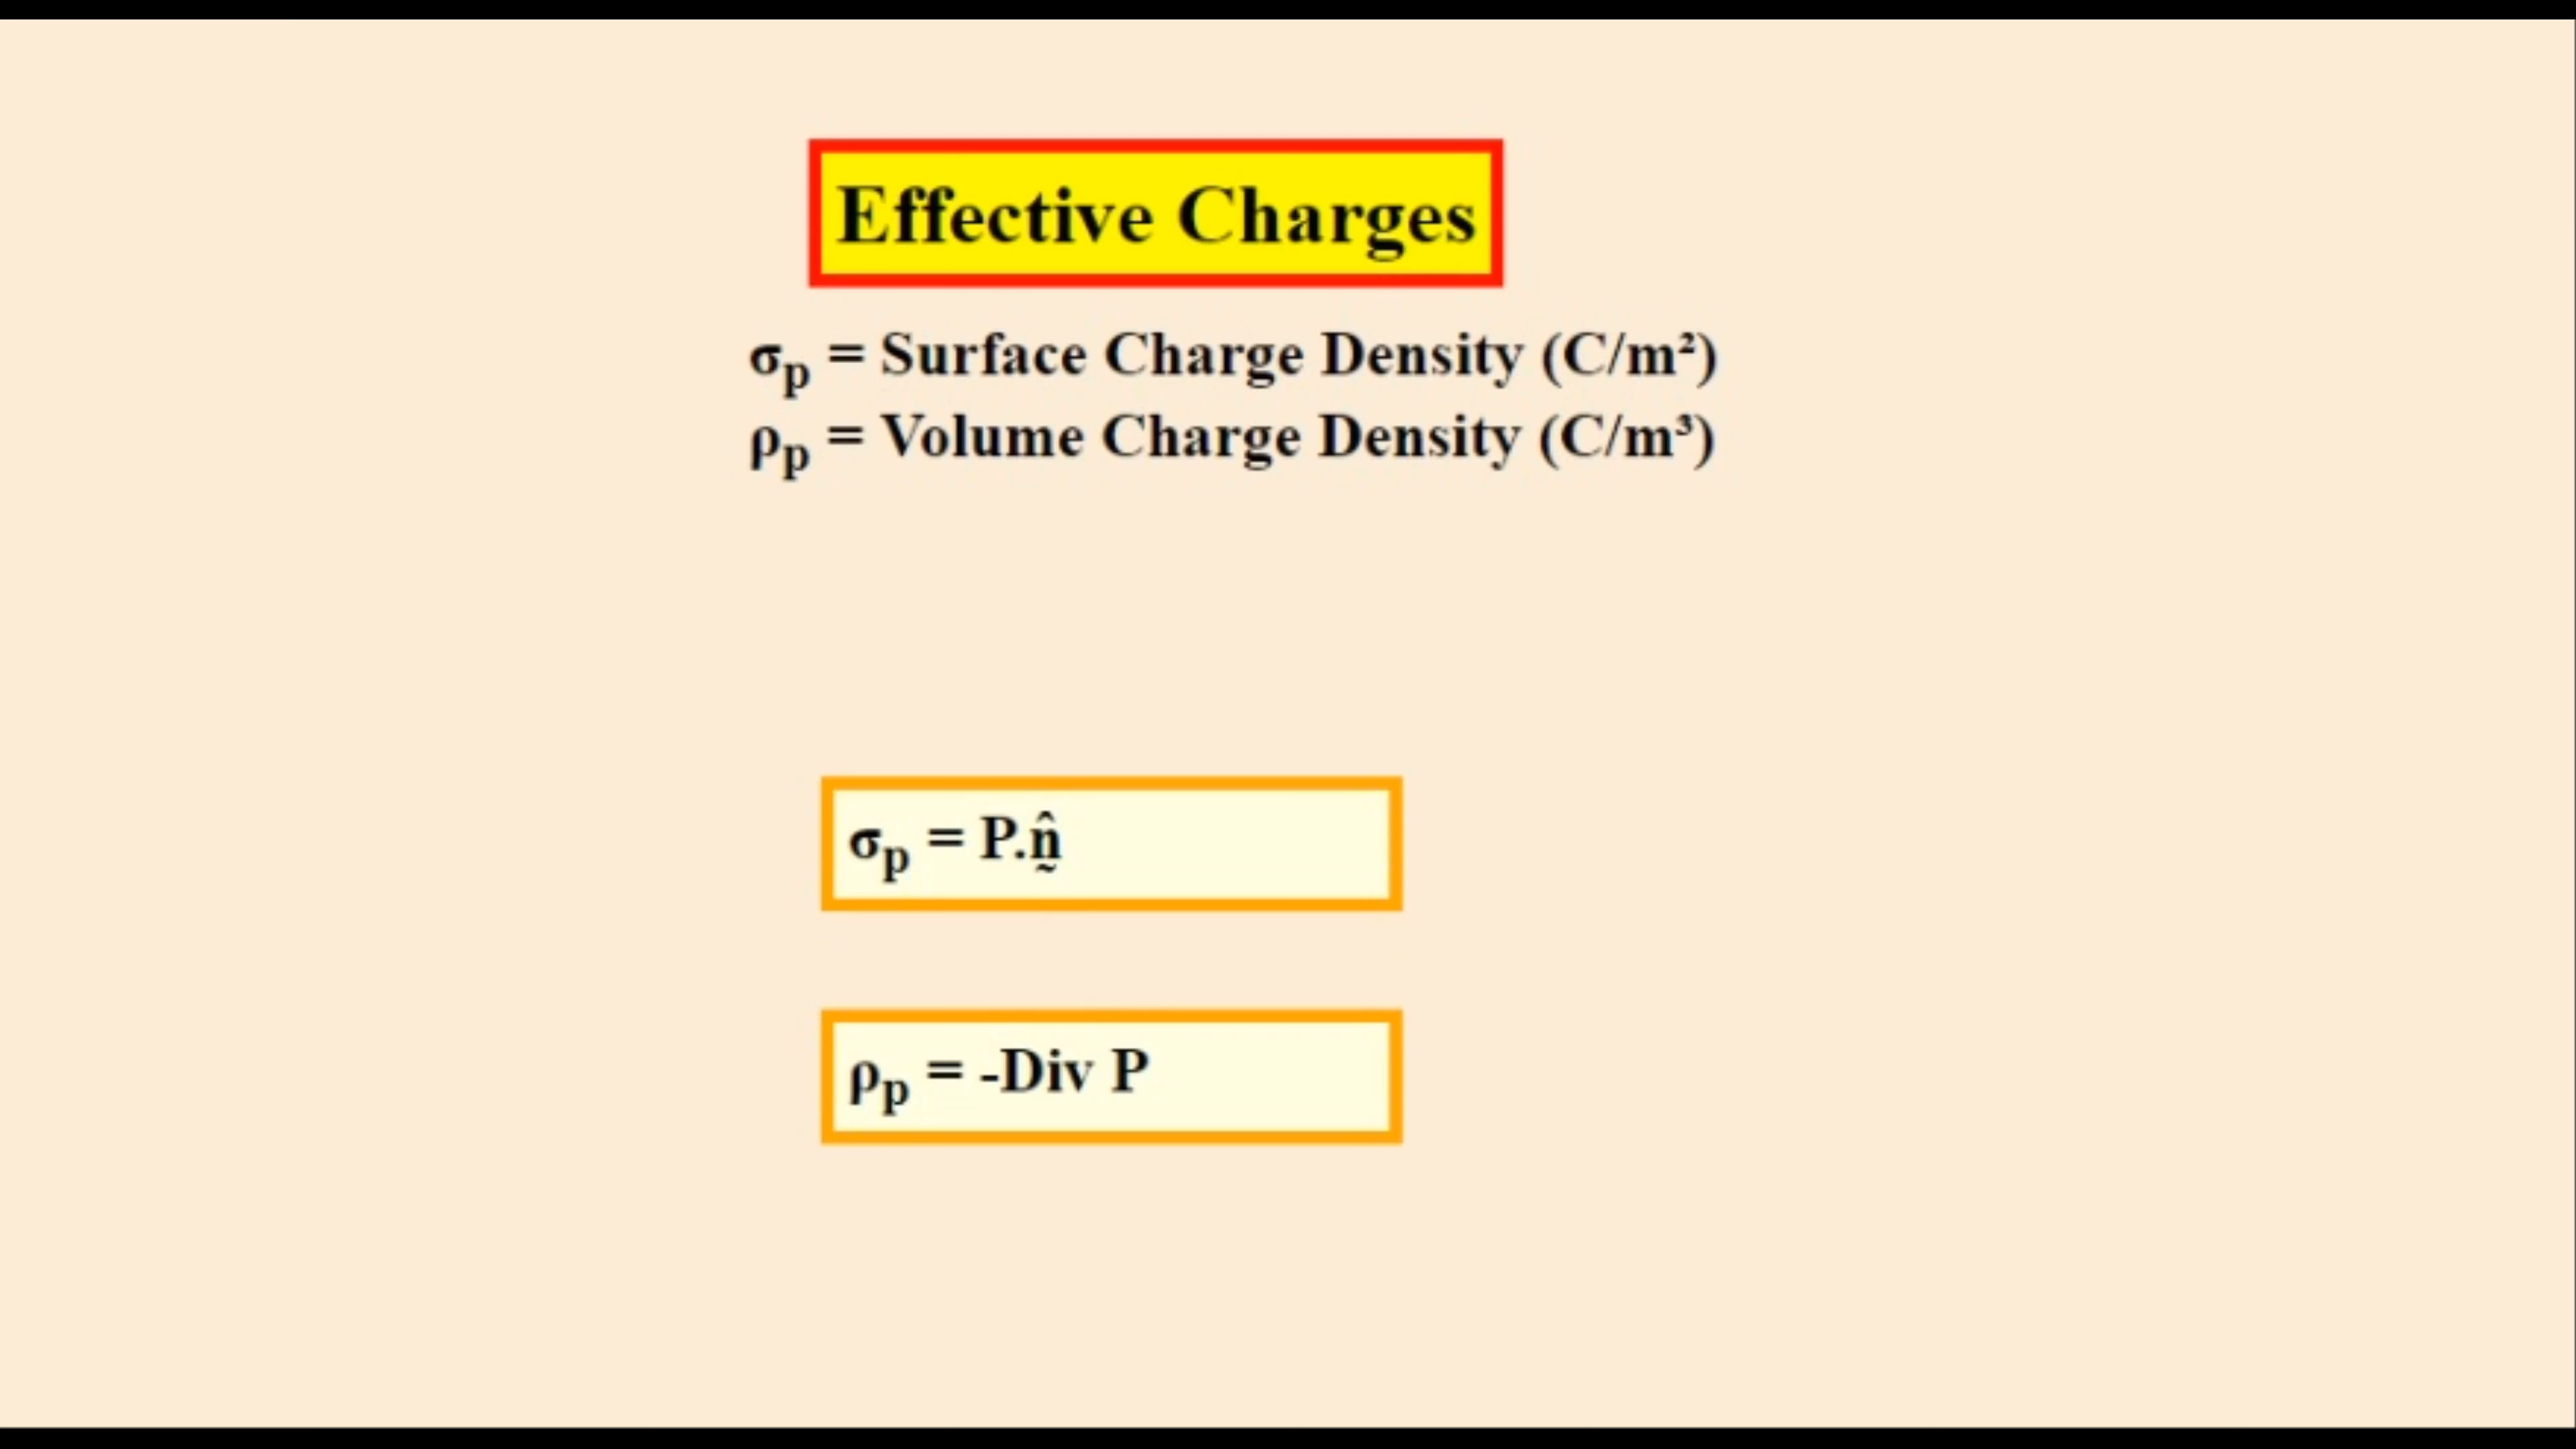 Effective Charges
σₚ = Surface Charge Density (C/m²)
ρₚ = Volume Charge Density (C/m³)
σₚ = P.n̰̂
ρₚ = -Div P